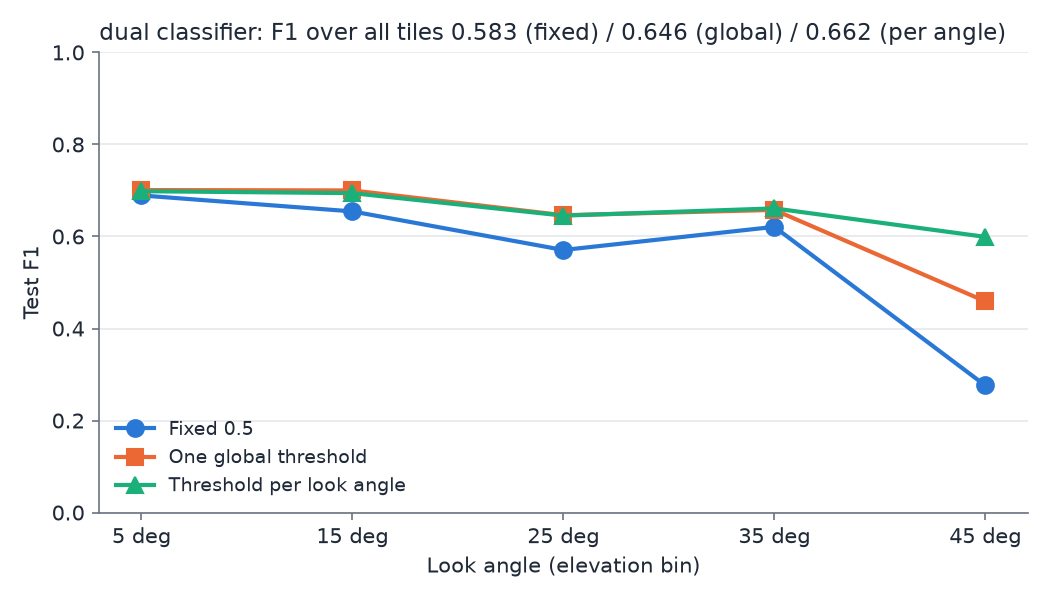 dual classifier: F1 over all tiles 0.583 (fixed) / 0.646 (global) / 0.662 (per angle)
1.0
0.8
0.6
0.4
0.2
0.0
Test F1
Fixed 0.5
One global threshold
Threshold per look angle
5 deg
15 deg
25 deg
35 deg
45 deg
Look angle (elevation bin)